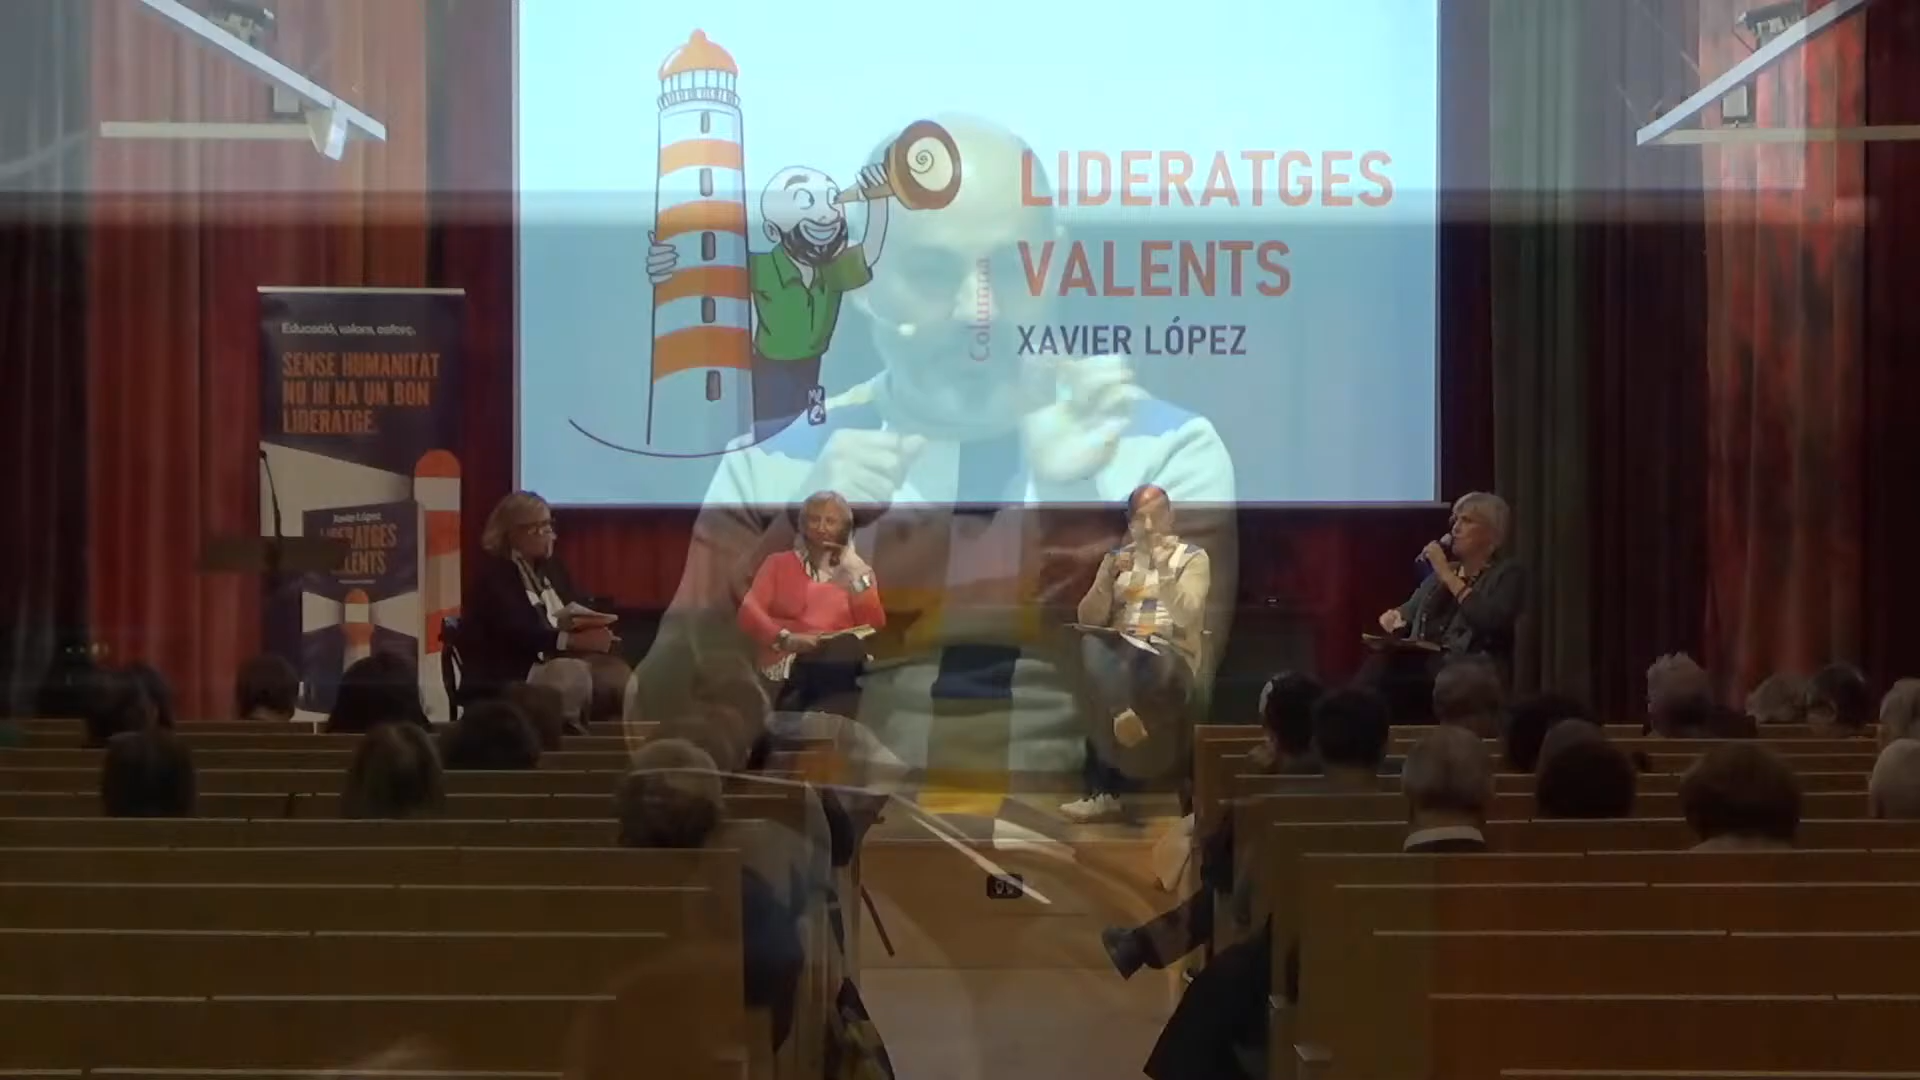 LIDERATGES
VALENTS
XAVIER LÓPEZ
Columna
Educació, valors, esforç.
SENSE HUMANITAT
NO HI HA UN BON
LIDERATGE.
Xavier López
LIDERATGES
VALENTS